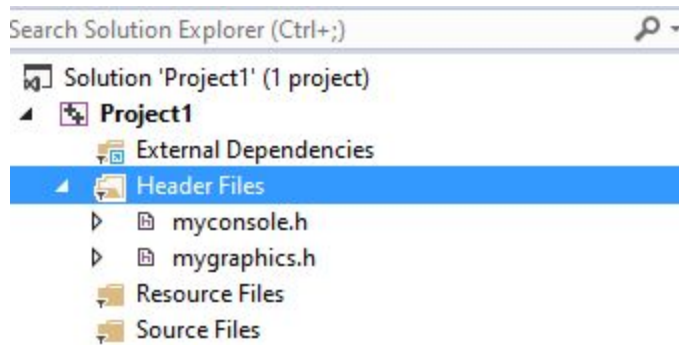 Search Solution Explorer (Ctrl+;)
Solution 'Project1' (1 project)
Project1
External Dependencies
Header Files
myconsole.h
mygraphics.h
Resource Files
Source Files